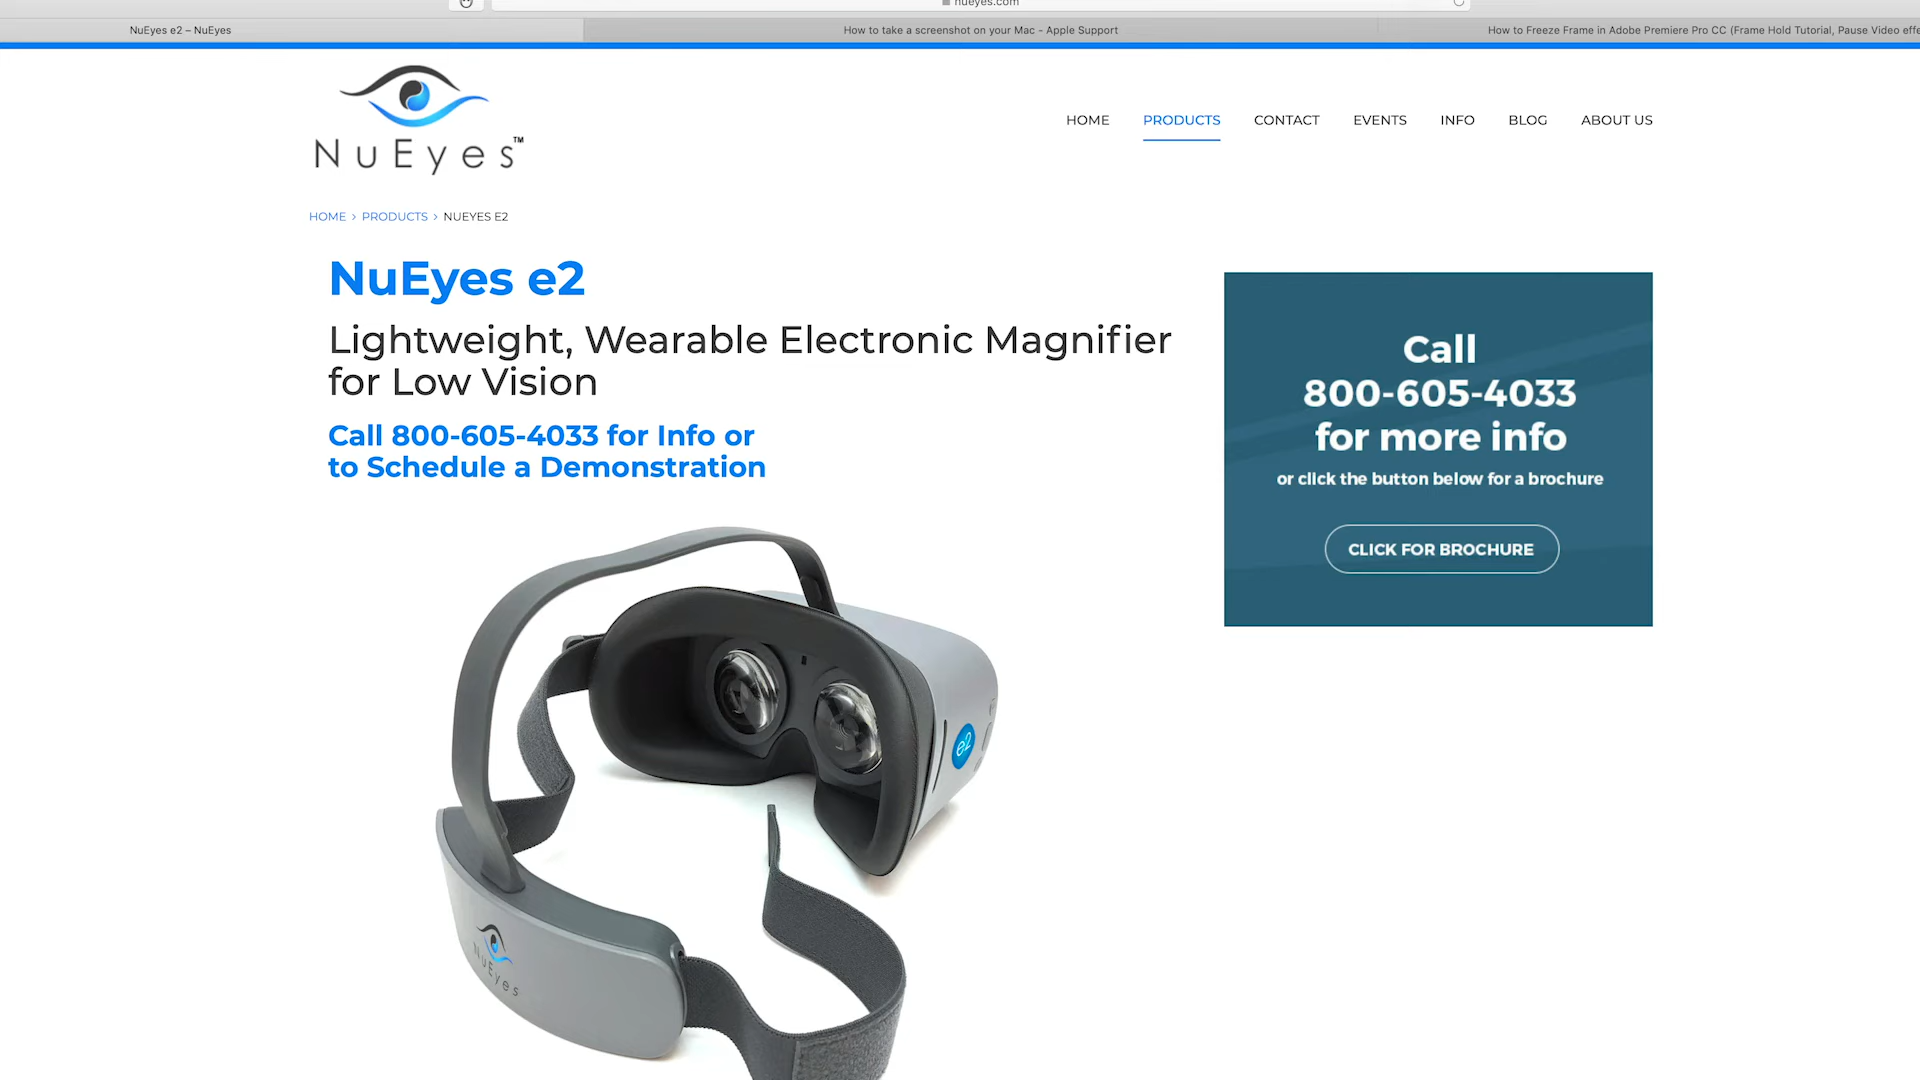 nueyes.com
NuEyes e2 – NuEyes
How to take a screenshot on your Mac - Apple Support
How to Freeze Frame in Adobe Premiere Pro CC (Frame Hold Tutorial, Pause Video effe
NuEyes™
HOME
PRODUCTS
CONTACT
EVENTS
INFO
BLOG
ABOUT US
HOME > PRODUCTS > NUEYES E2
NuEyes e2
Lightweight, Wearable Electronic Magnifier
for Low Vision
Call 800-605-4033 for Info or
to Schedule a Demonstration
Call
800-605-4033
for more info
or click the button below for a brochure
CLICK FOR BROCHURE
e2
NuEyes